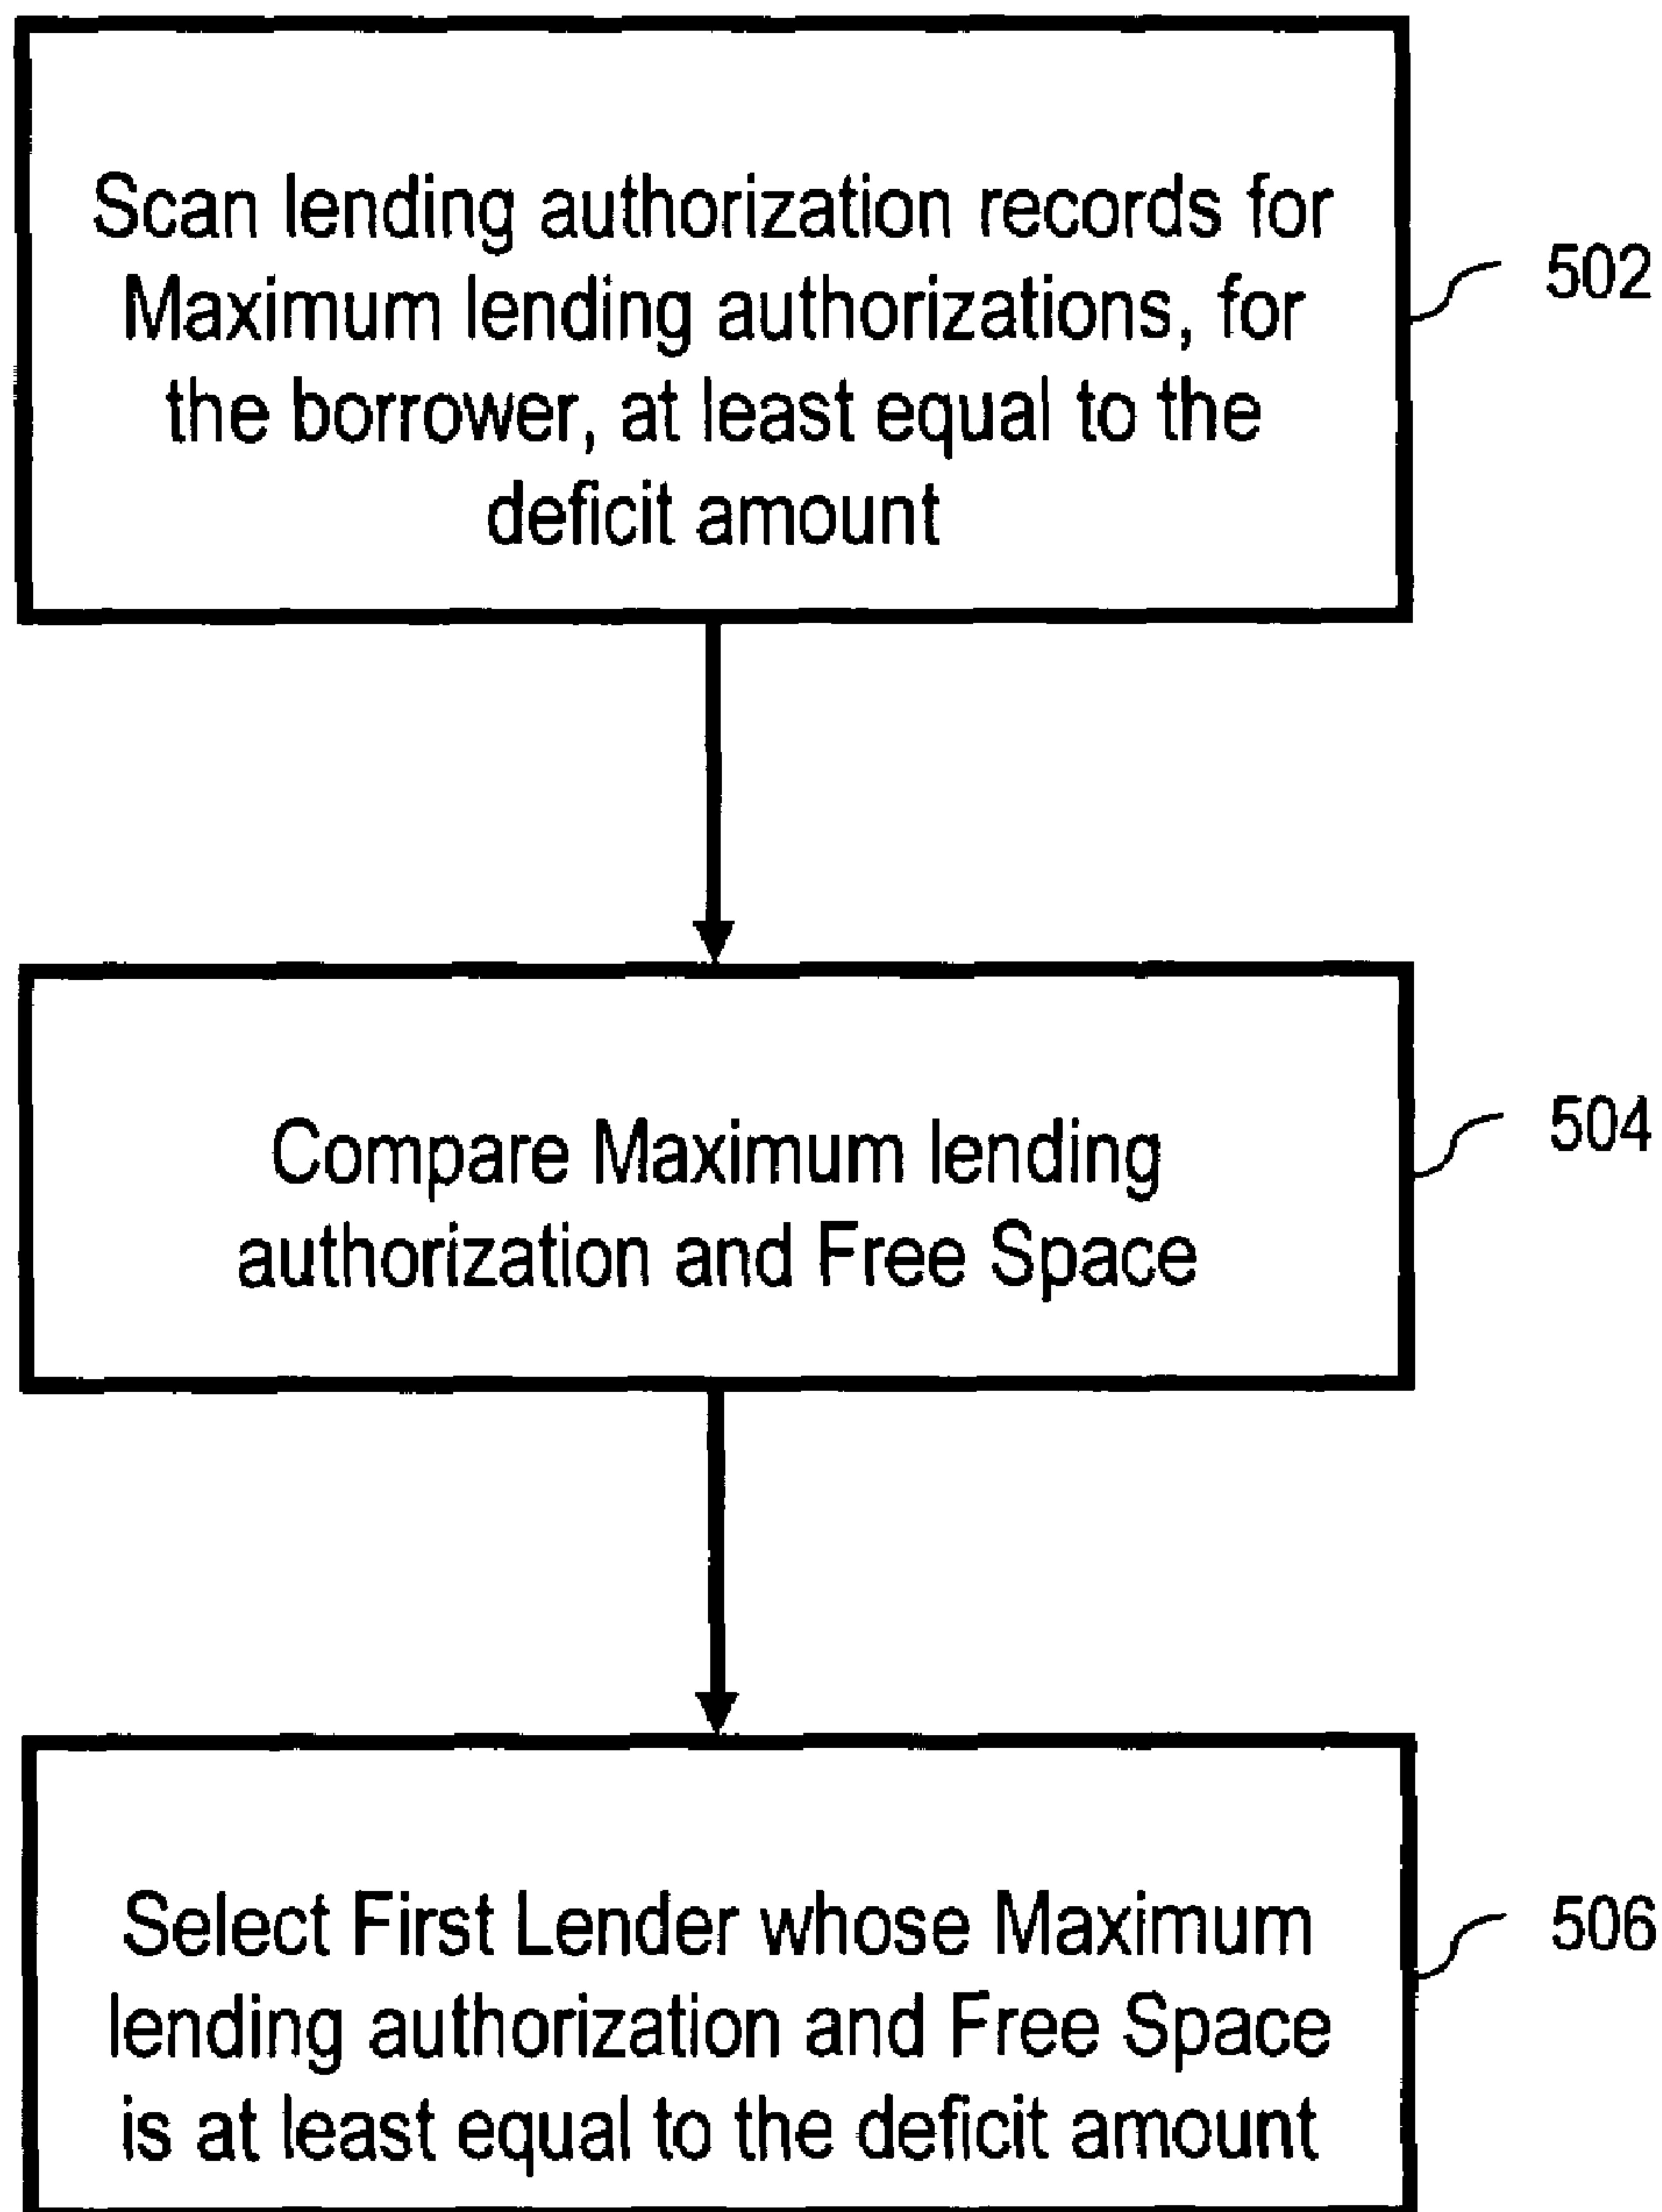 Scan lending authorization records for
Maximum lending authorizations, for
the borrower, at least equal to the
deficit amount
502
Compare Maximum lending
authorization and Free Space
504
Select First Lender whose Maximum
lending authorization and Free Space
is at least equal to the deficit amount
506